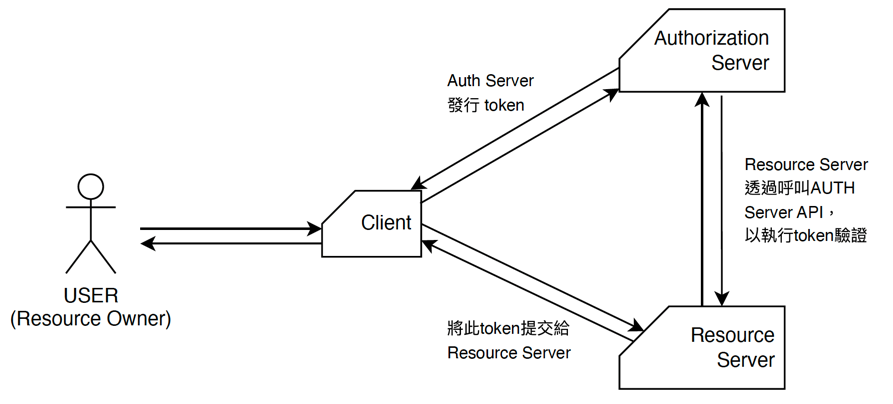 Authorization
Server
Auth Server
發行 token
Resource Server
透過呼叫AUTH
Server API，
以執行token驗證
Client
USER
(Resource Owner)
將此token提交給
Resource Server
Resource
Server